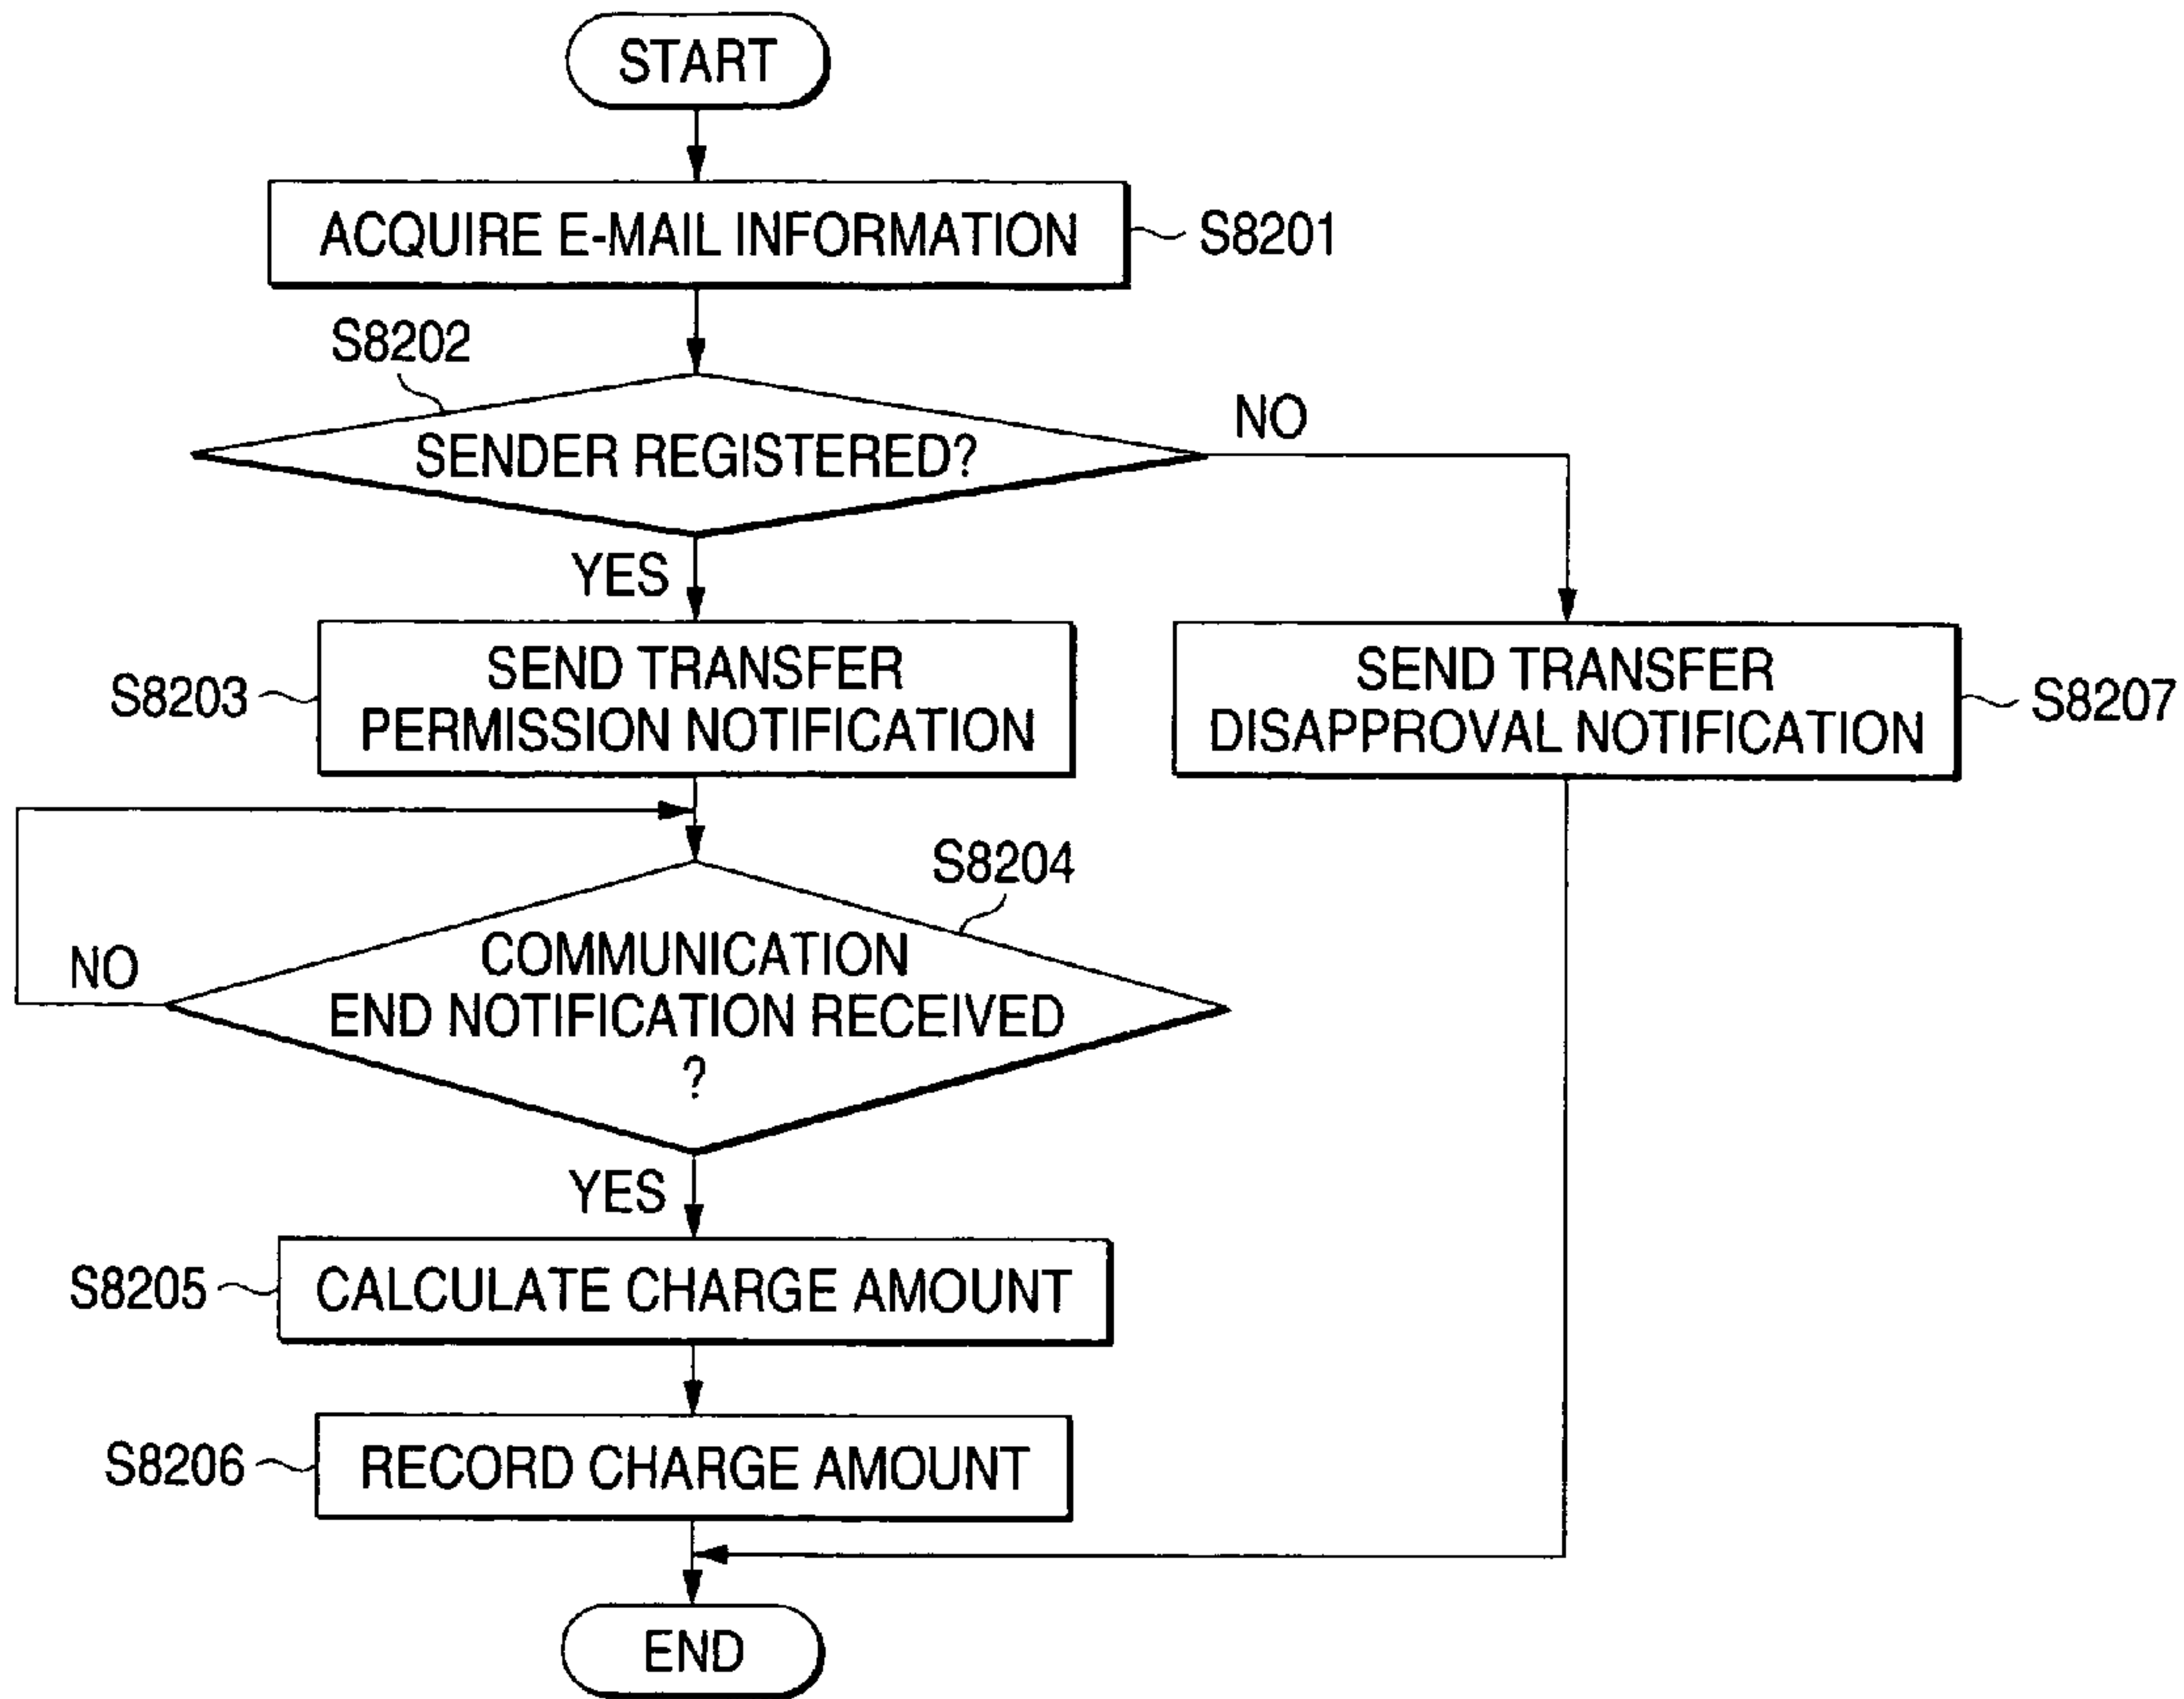 START
ACQUIRE E-MAIL INFORMATION
S8201
S8202
SENDER REGISTERED?
NO
YES
S8203
SEND TRANSFER
PERMISSION NOTIFICATION
SEND TRANSFER
DISAPPROVAL NOTIFICATION
S8207
S8204
COMMUNICATION
END NOTIFICATION RECEIVED
?
NO
YES
S8205
CALCULATE CHARGE AMOUNT
S8206
RECORD CHARGE AMOUNT
END